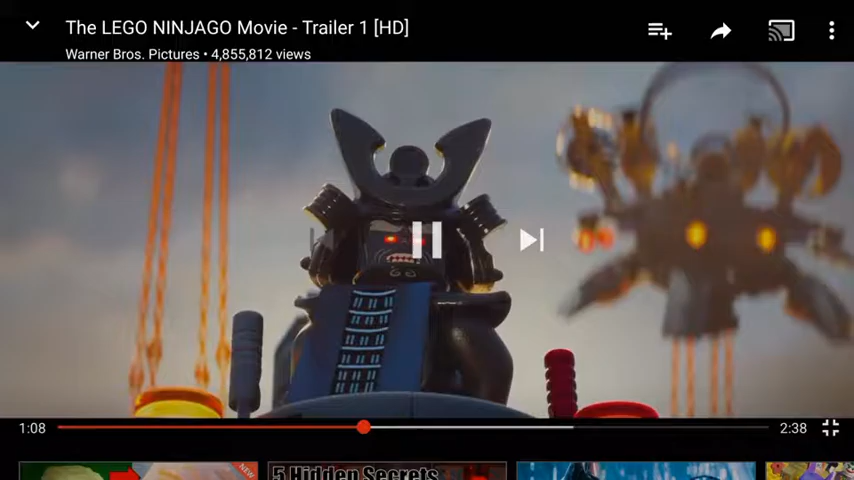 The LEGO NINJAGO Movie - Trailer 1 [HD]
Warner Bros. Pictures • 4,855,812 views
1:08
2:38
NEW
5 Hidden Secrets